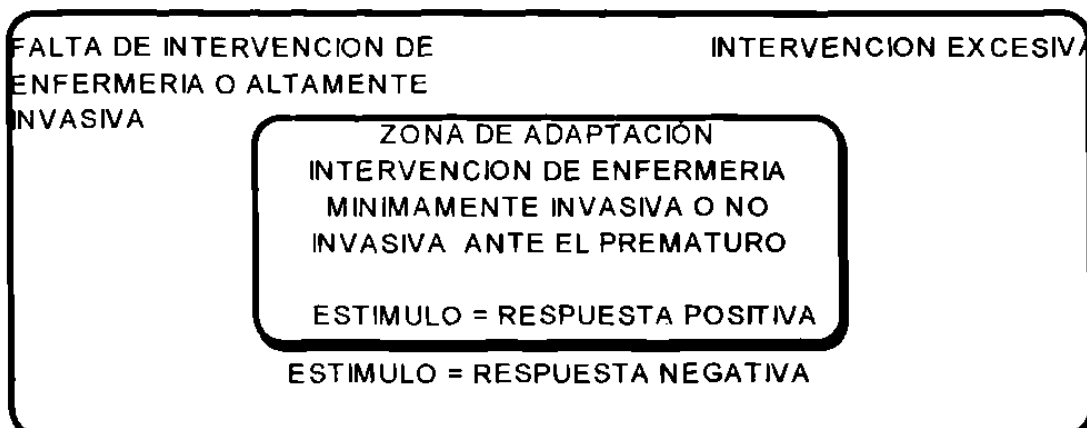 FALTA DE INTERVENCION DE
ENFERMERIA O ALTAMENTE
INVASIVA
INTERVENCION EXCESIVA
ZONA DE ADAPTACIÓN
INTERVENCION DE ENFERMERIA
MINIMAMENTE INVASIVA O NO
INVASIVA ANTE EL PREMATURO
ESTIMULO = RESPUESTA POSITIVA
ESTIMULO = RESPUESTA NEGATIVA